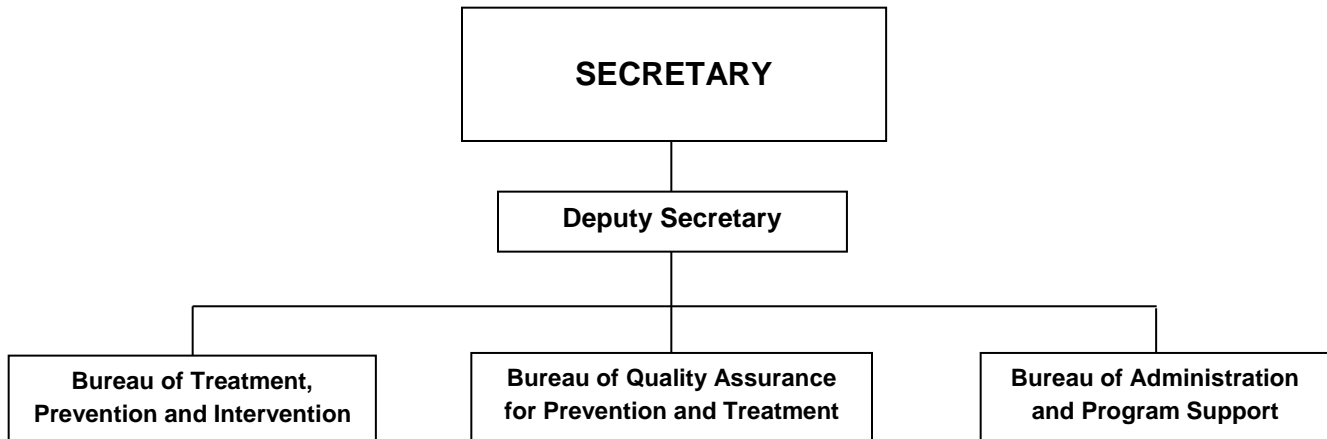 SECRETARY
Deputy Secretary
Bureau of Treatment,
Prevention and Intervention
Bureau of Quality Assurance
for Prevention and Treatment
Bureau of Administration
and Program Support